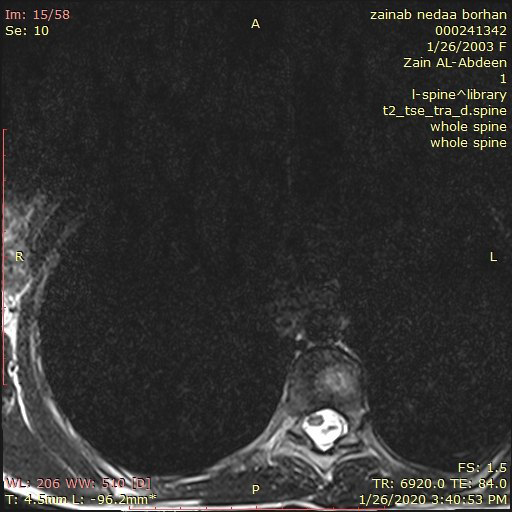 Im: 15/58
Se: 10
A
zainab nedaa borhan
000241342
1/26/2003 F
Zain AL-Abdeen
1
l-spine^library
t2_tse_tra_d.spine
whole spine
whole spine
R
L
WL: 206 WW: 510 [D]
T: 4.5mm L: -96.2mm*
P
FS: 1.5
TR: 6920.0 TE: 84.0
1/26/2020 3:40:53 PM